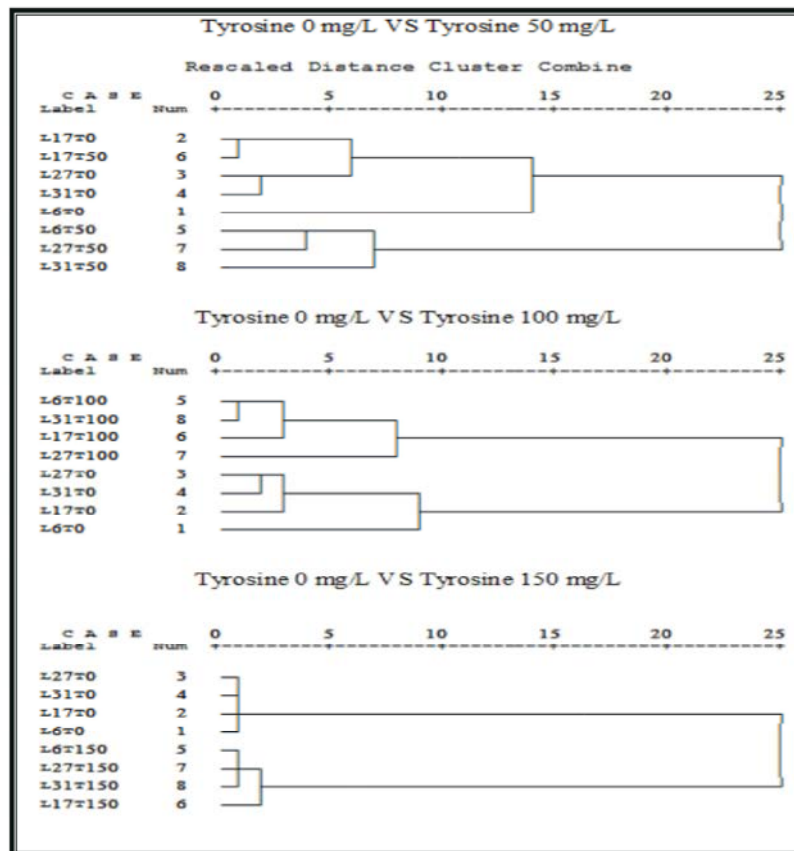 Tyrosine 0 mg/L VS Tyrosine 50 mg/L
Rescaled Distance Cluster Combine
C A S E 0 5 10 15 20 25
Label Num
L17T0 2
L17T50 6
L27T0 3
L31T0 4
L6T0 1
L6T50 5
L27T50 7
L31T50 8
Tyrosine 0 mg/L VS Tyrosine 100 mg/L
C A S E 0 5 10 15 20 25
Label Num
L6T100 5
L31T100 8
L17T100 6
L27T100 7
L27T0 3
L31T0 4
L17T0 2
L6T0 1
Tyrosine 0 mg/L VS Tyrosine 150 mg/L
C A S E 0 5 10 15 20 25
Label Num
L27T0 3
L31T0 4
L17T0 2
L6T0 1
L6T150 5
L27T150 7
L31T150 8
L17T150 6